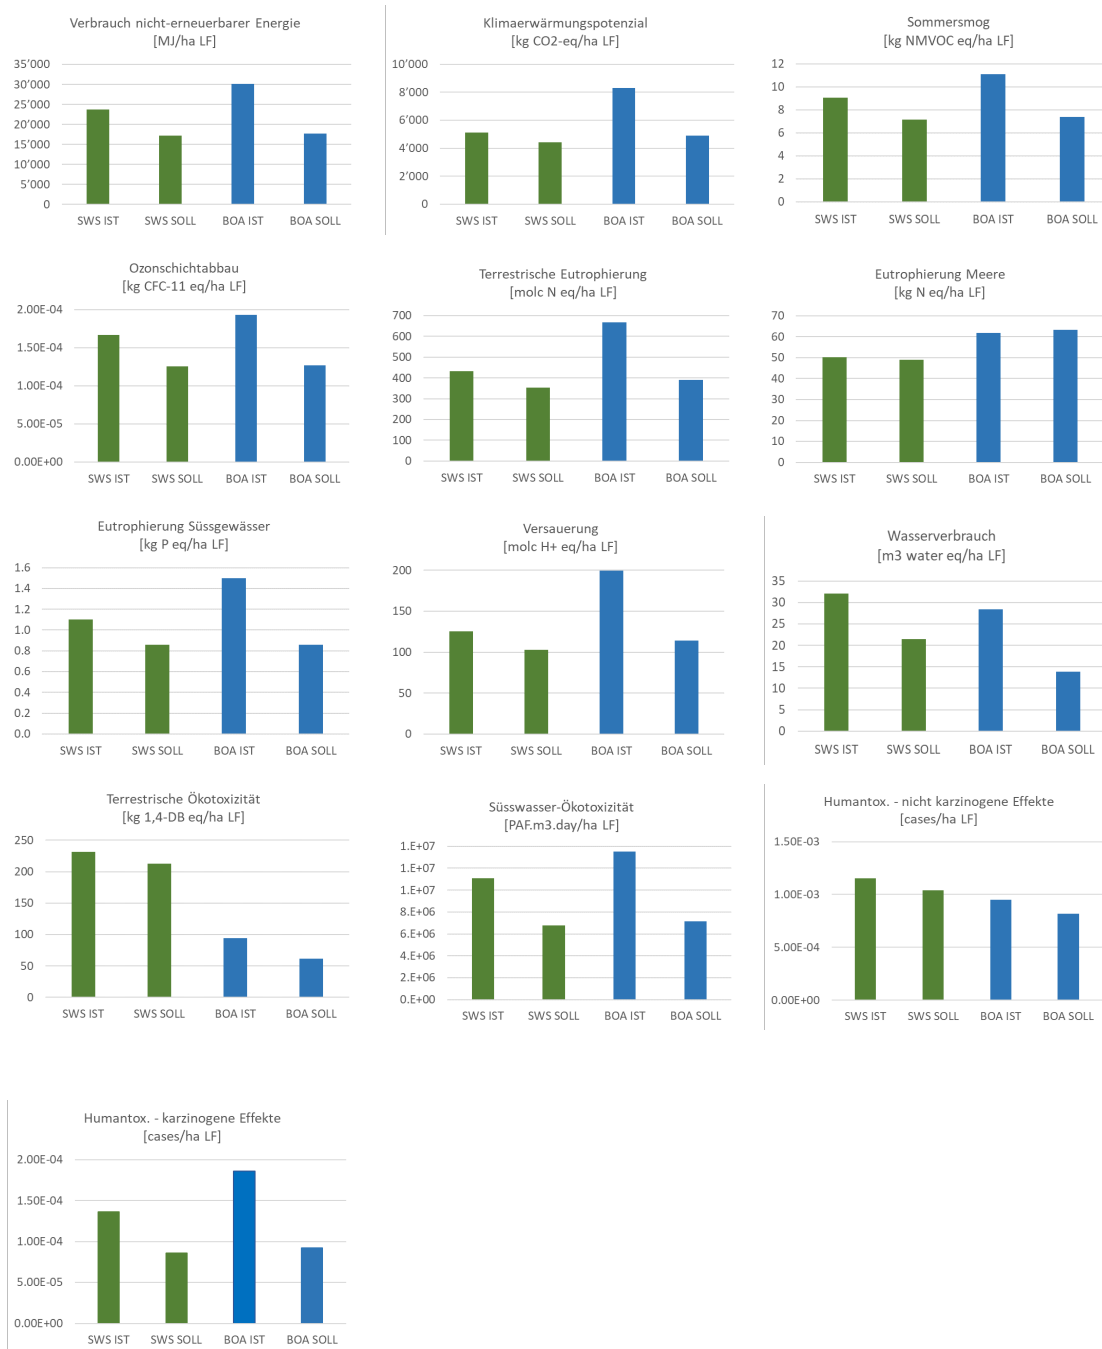 Verbrauch nicht-erneuerbarer Energie
[MJ/ha LF]
35’000
30’000
25’000
20’000
15’000
10’000
5’000
0
SWS IST SWS SOLL BOA IST BOA SOLL
Klimaerwärmungspotenzial
[kg CO2-eq/ha LF]
10’000
8’000
6’000
4’000
2’000
0
SWS IST SWS SOLL BOA IST BOA SOLL
Sommersmog
[kg NMVOC eq/ha LF]
12
10
8
6
4
2
0
SWS IST SWS SOLL BOA IST BOA SOLL
Ozonschichtabbau
[kg CFC-11 eq/ha LF]
2.00E-04
1.50E-04
1.00E-04
5.00E-05
0.00E+00
SWS IST SWS SOLL BOA IST BOA SOLL
Terrestrische Eutrophierung
[molc N eq/ha LF]
700
600
500
400
300
200
100
0
SWS IST SWS SOLL BOA IST BOA SOLL
Eutrophierung Meere
[kg N eq/ha LF]
70
60
50
40
30
20
10
0
SWS IST SWS SOLL BOA IST BOA SOLL
Eutrophierung Süssgewässer
[kg P eq/ha LF]
1.6
1.4
1.2
1.0
0.8
0.6
0.4
0.2
0.0
SWS IST SWS SOLL BOA IST BOA SOLL
Versauerung
[molc H+ eq/ha LF]
200
150
100
50
0
SWS IST SWS SOLL BOA IST BOA SOLL
Wasserverbrauch
[m3 water eq/ha LF]
35
30
25
20
15
10
5
0
SWS IST SWS SOLL BOA IST BOA SOLL
Terrestrische Ökotoxizität
[kg 1,4-DB eq/ha LF]
250
200
150
100
50
0
SWS IST SWS SOLL BOA IST BOA SOLL
Süsswasser-Ökotoxizität
[PAF.m3.day/ha LF]
1.E+07
1.E+07
1.E+07
8.E+06
6.E+06
4.E+06
2.E+06
0.E+00
SWS IST SWS SOLL BOA IST BOA SOLL
Humantox. - nicht karzinogene Effekte
[cases/ha LF]
1.50E-03
1.00E-03
5.00E-04
0.00E+00
SWS IST SWS SOLL BOA IST BOA SOLL
Humantox. - karzinogene Effekte
[cases/ha LF]
2.00E-04
1.50E-04
1.00E-04
5.00E-05
0.00E+00
SWS IST SWS SOLL BOA IST BOA SOLL